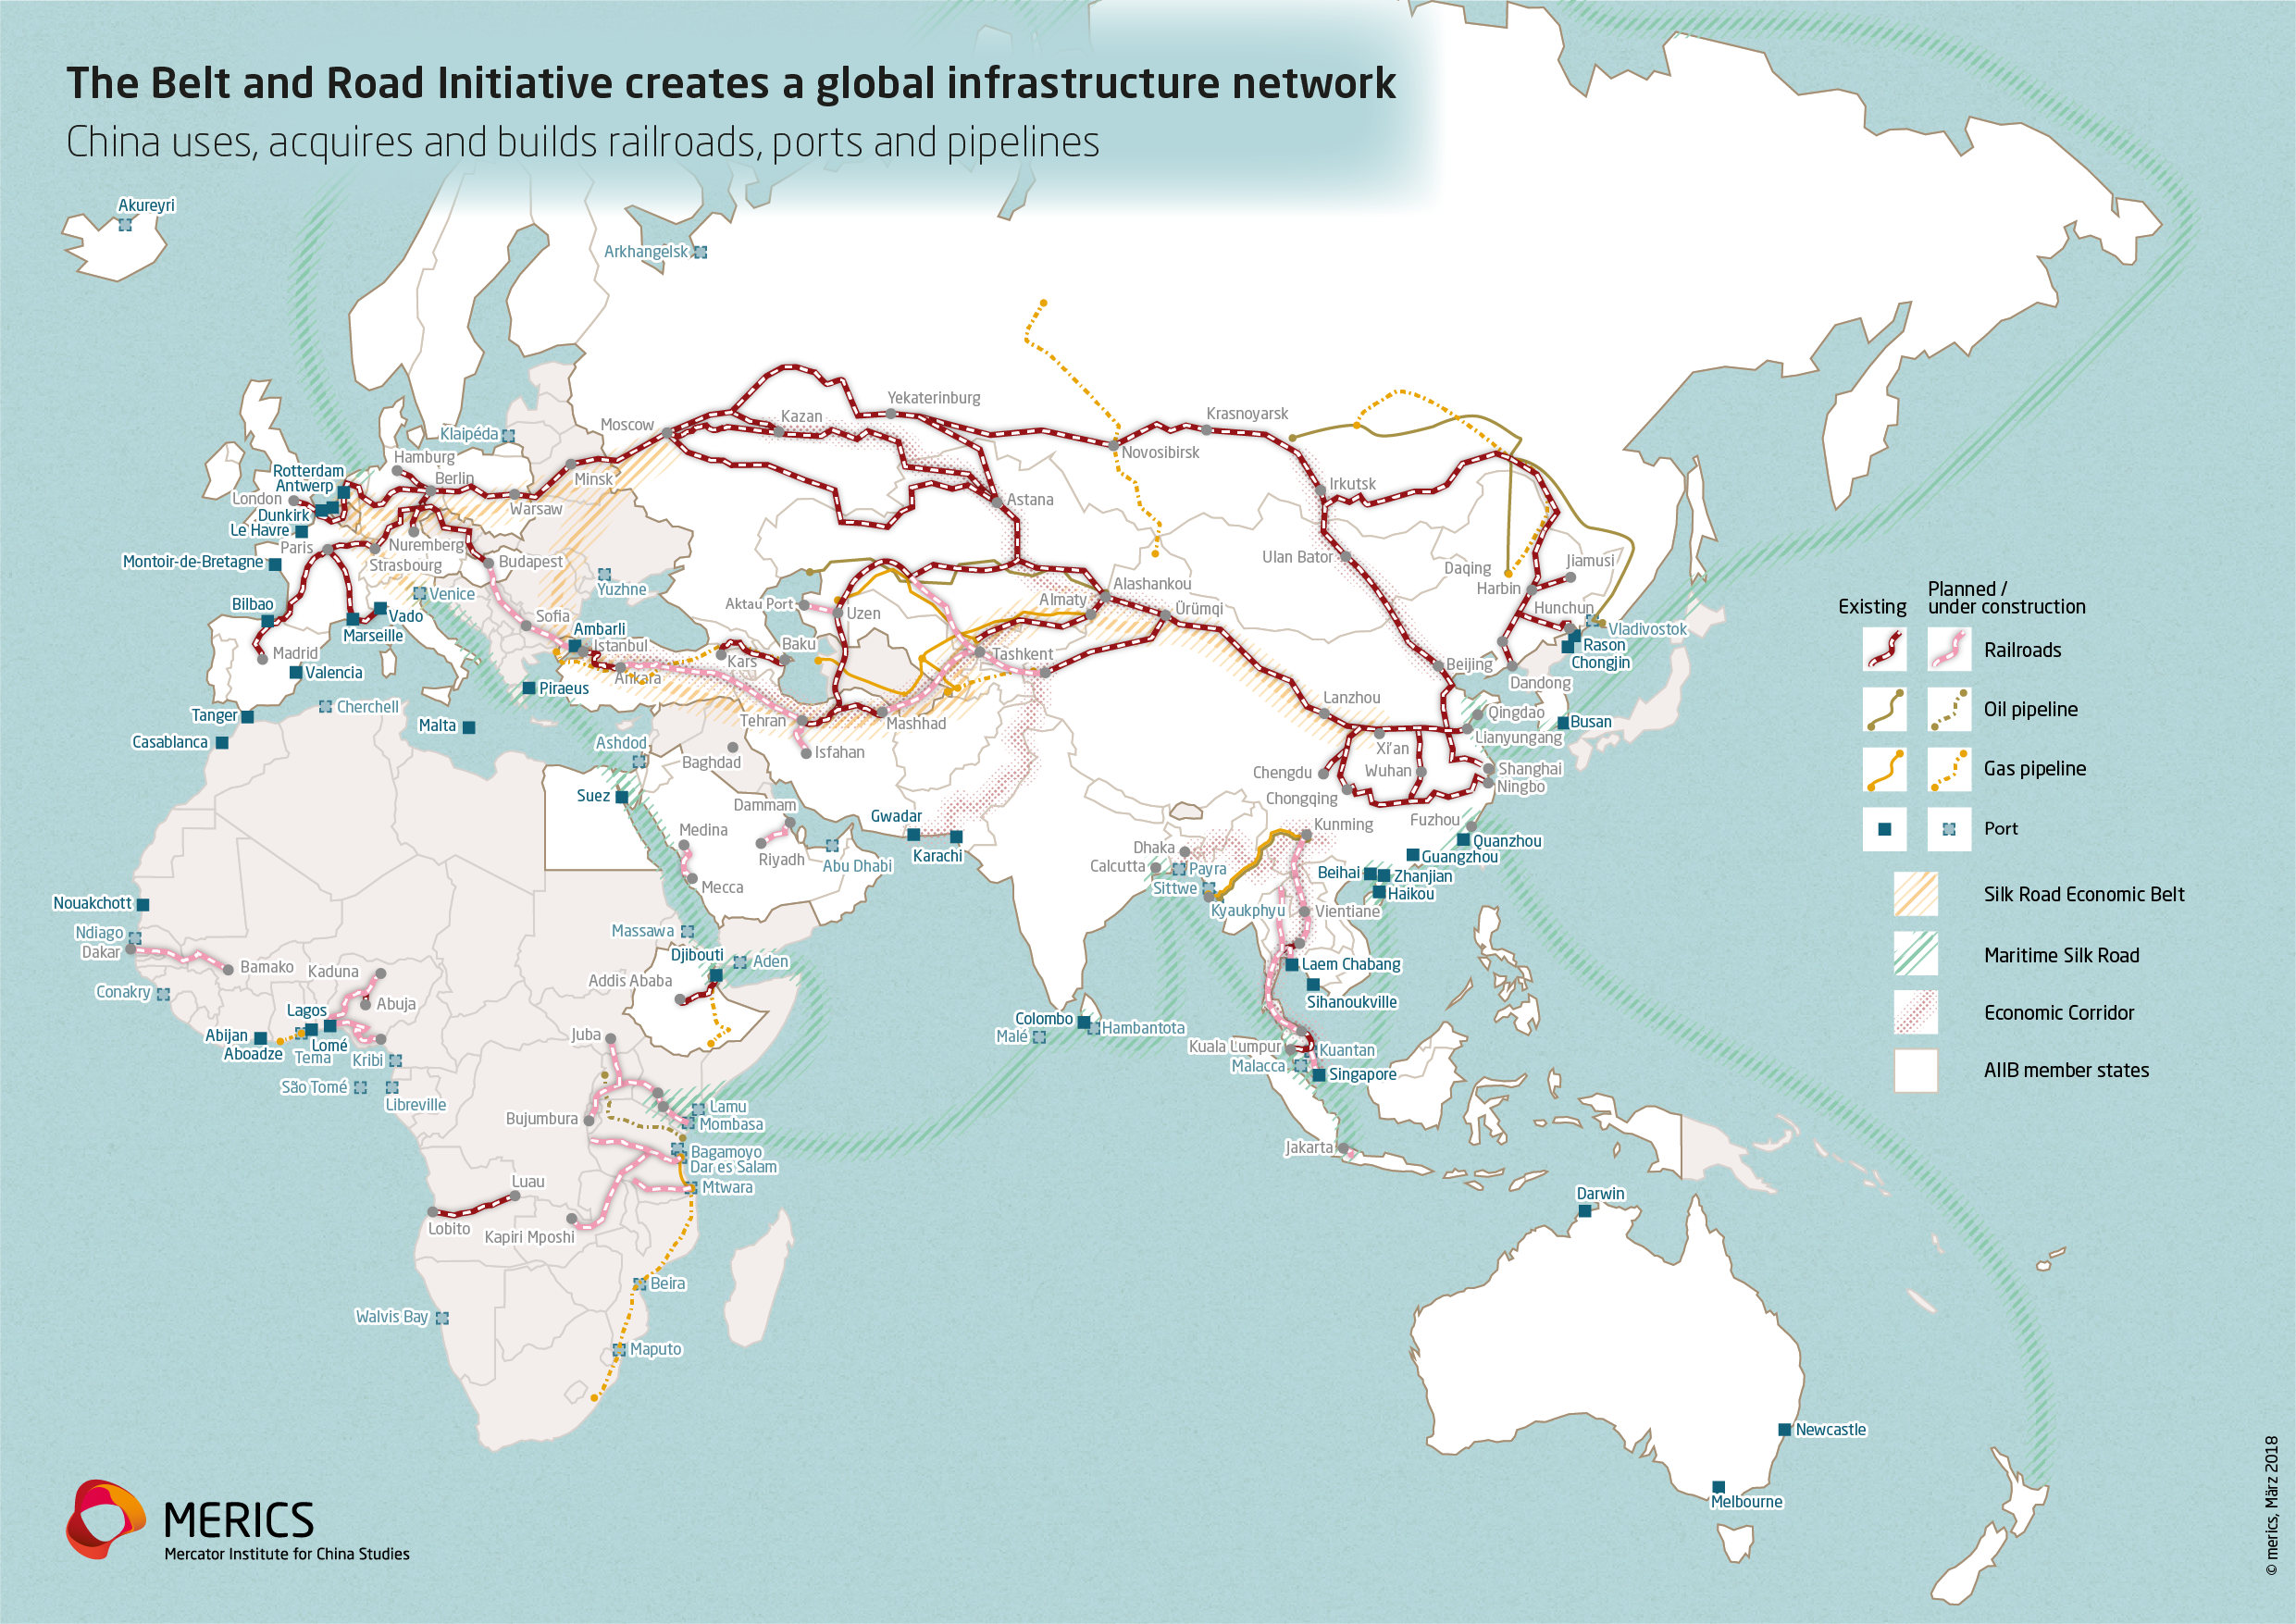 The Belt and Road Initiative creates a global infrastructure network
China uses, acquires and builds railroads, ports and pipelines
Akureyri
Arkhangelsk
Yekaterinburg
Krasnoyarsk
Kazan
Moscow
Novosibirsk
Klaipéda
Hamburg
Rotterdam
Antwerp
Berlin
Minsk
Irkutsk
London
Astana
Warsaw
Dunkirk
Le Havre
Paris
Nuremberg
Ulan Bator
Jiamusi
Montoir-de-Bretagne
Strasbourg
Budapest
Daqing
Alashankou
Harbin
Yuzhne
Venice
Bilbao
Aktau Port
Uzen
Almaty
Ürümqi
Hunchun
Vado
Sofia
Ambarli
Vladivostok
Marseille
Istanbul
Baku
Rason
Madrid
Kars
Tashkent
Beijing
Chongjin
Valencia
Ankara
Dandong
Piraeus
Lanzhou
Cherchell
Tanger
Tehran
Mashhad
Qingdao
Busan
Malta
Casablanca
Ashdod
Isfahan
Xi'an
Lianyungang
Baghdad
Chengdu
Wuhan
Shanghai
Ningbo
Suez
Chongqing
Dammam
Gwadar
Kunming
Fuzhou
Medina
Quanzhou
Riyadh
Abu Dhabi
Karachi
Dhaka
Calcutta
Payra
Guangzhou
Beihai
Zhanjian
Mecca
Sittwe
Haikou
Nouakchott
Kyaukphyu
Vientiane
Ndiago
Massawa
Dakar
Djibouti
Aden
Laem Chabang
Bamako
Kaduna
Addis Ababa
Conakry
Abuja
Sihanoukville
Lagos
Colombo
Hambantota
Abijan
Juba
Malé
Lomé
Aboadze
Tema
Kribi
Kuala Lumpur
Kuantan
Malacca
Singapore
São Tomé
Libreville
Lamu
Bujumbura
Mombasa
Jakarta
Bagamoyo
Dar es Salam
Luau
Mtwara
Darwin
Lobito
Kapiri Mposhi
Beira
Walvis Bay
Maputo
Newcastle
Melbourne
Existing
Planned /
under construction
Railroads
Oil pipeline
Gas pipeline
Port
Silk Road Economic Belt
Maritime Silk Road
Economic Corridor
AIIB member states
MERICS
Mercator Institute for China Studies
© merics, März 2018